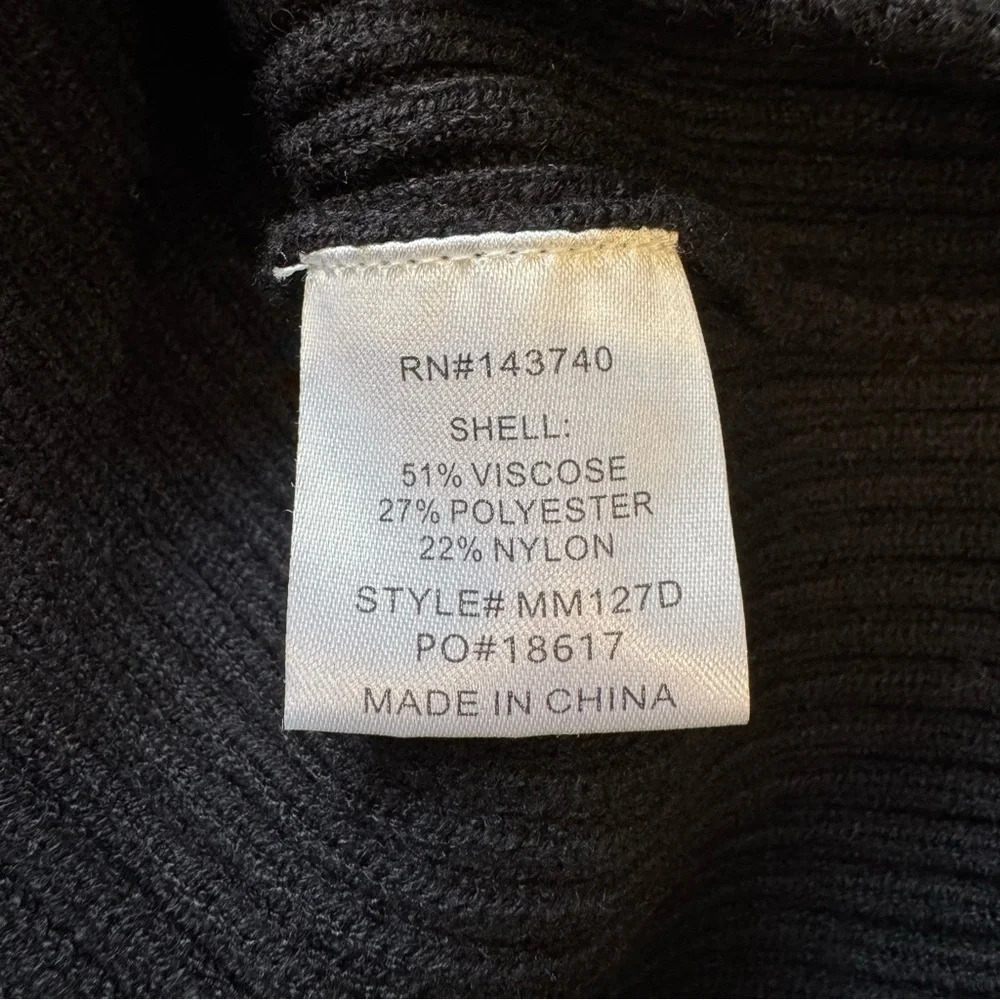 RN#143740
SHELL:
51% VISCOSE
27% POLYESTER
22% NYLON
STYLE# MM127D
PO#18617
MADE IN CHINA